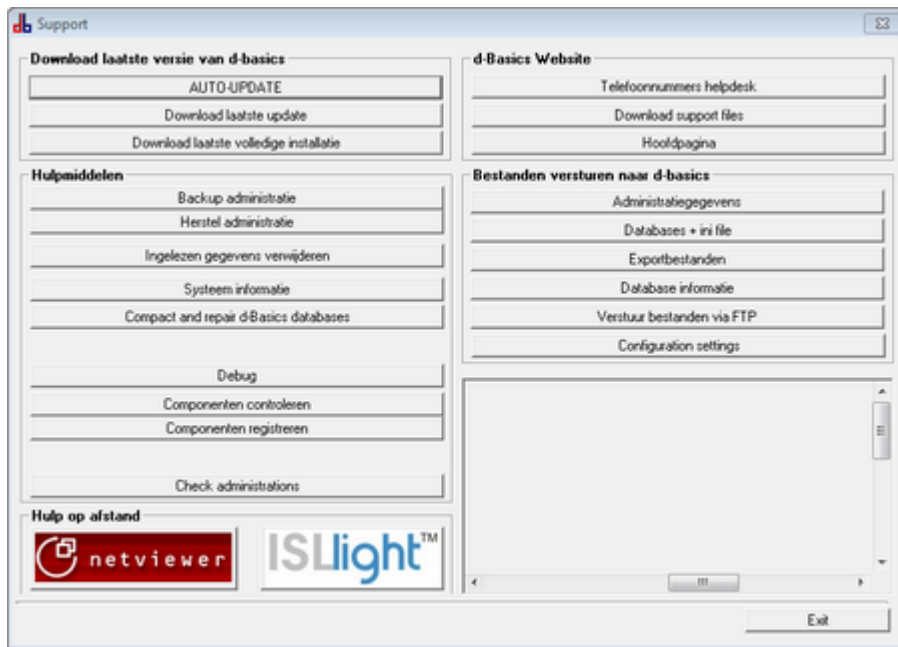 db Support
Download laatste versie van d-basics
AUTO-UPDATE
Download laatste update
Download laatste volledige installatie
Hulpmiddelen
Backup administratie
Herstel administratie
Ingelezen gegevens verwijderen
Systeem informatie
Compact and repair d-Basics databases
Debug
Componenten controleren
Componenten registreren
Check administrations
Hulp op afstand
netviewer
ISLlight™
d-Basics Website
Telefoonnummers helpdesk
Download support files
Hoofdpagina
Bestanden versturen naar d-basics
Administratiegegevens
Databases + ini file
Exportbestanden
Database informatie
Verstuur bestanden via FTP
Configuration settings
Exit